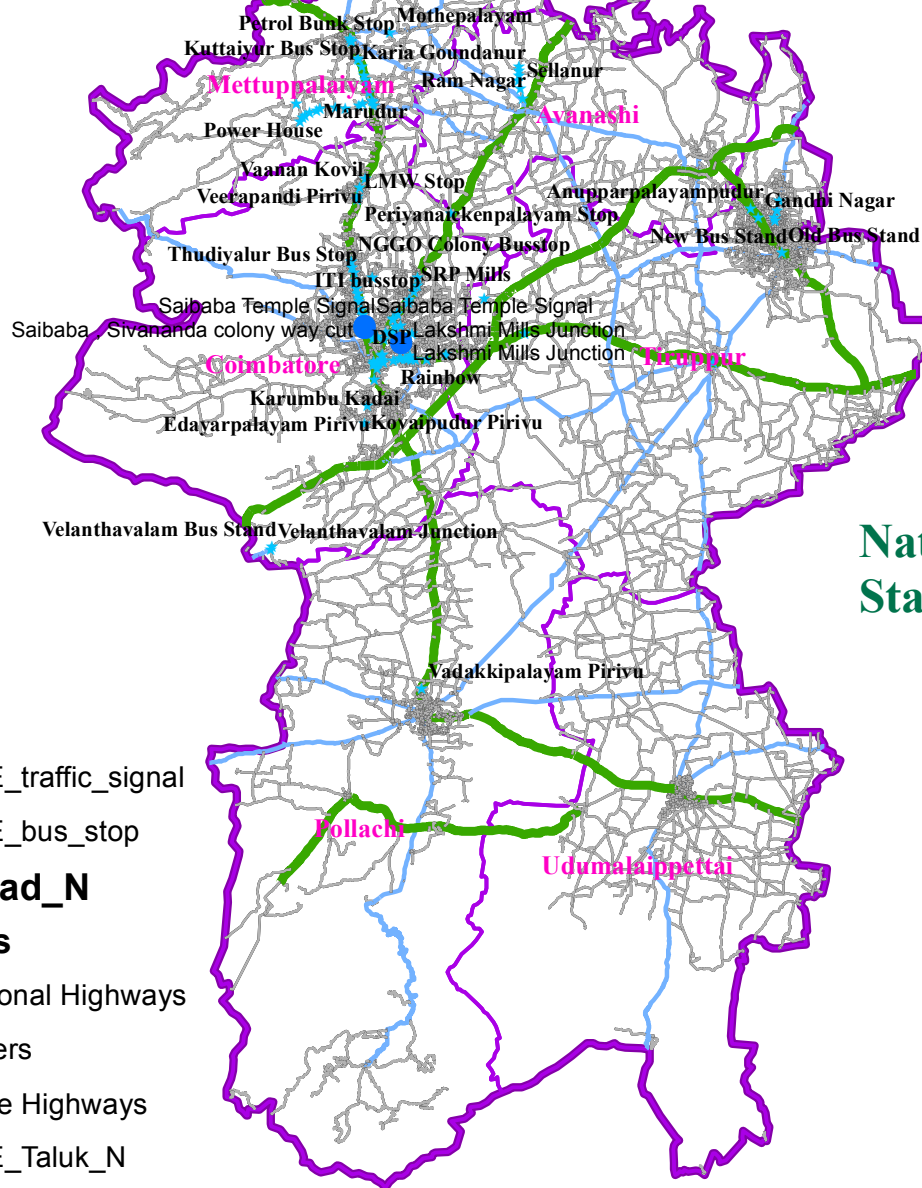 Petrol Bunk Stop
Mothepalayam
Kuttaiyur Bus Stop
Karia Goundanur
Mettuppalaiyam
Ram Nagar
Sellanur
Marudur
Avanashi
Power House
Vaanan Kovil
LMW Stop
Veerapandi Pirivu
Anupparpalayampudur
Gandhi Nagar
Periyanaickenpalayam Stop
New Bus Stand
Old Bus Stand
Thudiyalur Bus Stop
NGGO Colony Busstop
ITI busstop
SRP Mills
Saibaba Temple Signal
Saibaba Temple Signal
Saibaba , Sivananda colony way cut
DSP
Lakshmi Mills Junction
Lakshmi Mills Junction
Coimbatore
Tiruppur
Rainbow
Karumbu Kadai
Edayarpalayam Pirivu
Kovaipudur Pirivu
Velanthavalam Bus Stand
Velanthavalam Junction
Nat
Sta
Vadakkipalayam Pirivu
E_traffic_signal
E_bus_stop
Pollachi
Udumalaippettai
ad_N
s
onal Highways
ers
e Highways
E_Taluk_N